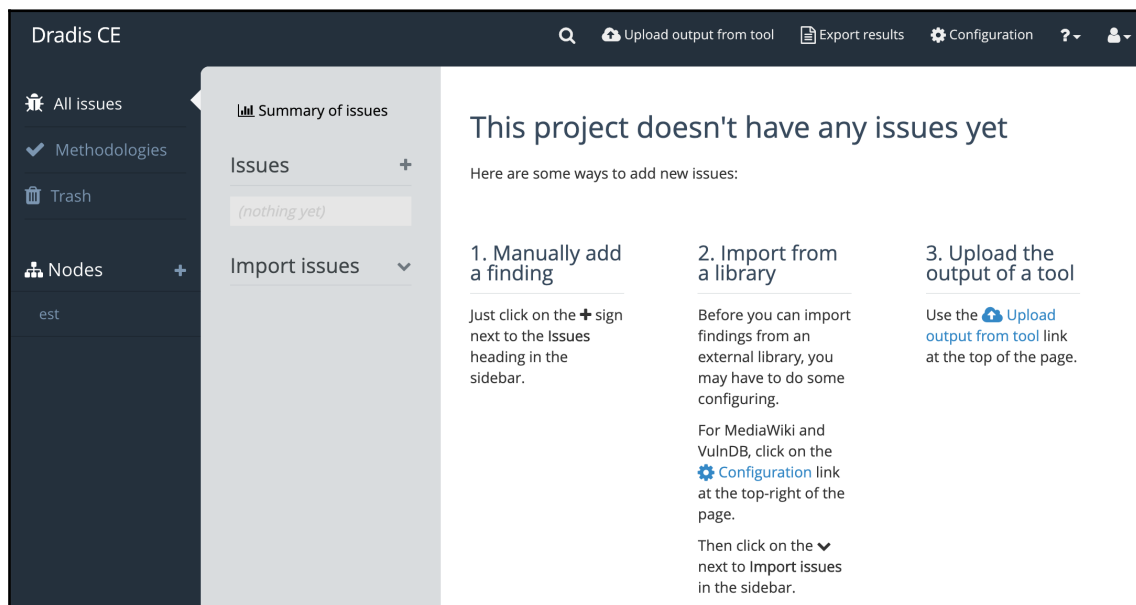 Dradis CE
Upload output from tool
Export results
Configuration
?
All issues
Methodologies
Trash
Nodes +
est
Summary of issues
Issues +
(nothing yet)
Import issues
This project doesn't have any issues yet
Here are some ways to add new issues:
1. Manually add
a finding
Just click on the + sign
next to the Issues
heading in the
sidebar.
2. Import from
a library
Before you can import
findings from an
external library, you
may have to do some
configuring.
For MediaWiki and
VulnDB, click on the
Configuration link
at the top-right of the
page.
Then click on the
next to Import issues
in the sidebar.
3. Upload the
output of a tool
Use the Upload
output from tool link
at the top of the page.